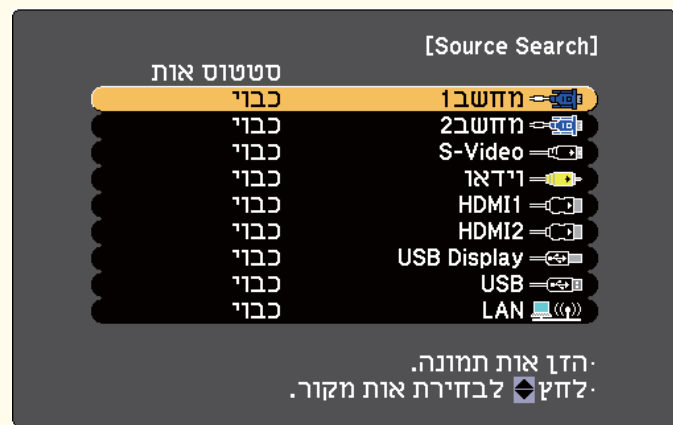 [Source Search]
סטטוס אות
מחשב1 כבוי
מחשב2 כבוי
S-Video כבוי
וידאו כבוי
HDMI1 כבוי
HDMI2 כבוי
USB Display כבוי
USB כבוי
LAN כבוי
·הזן אות תמונה.
·לחץ לבחירת אות מקור.